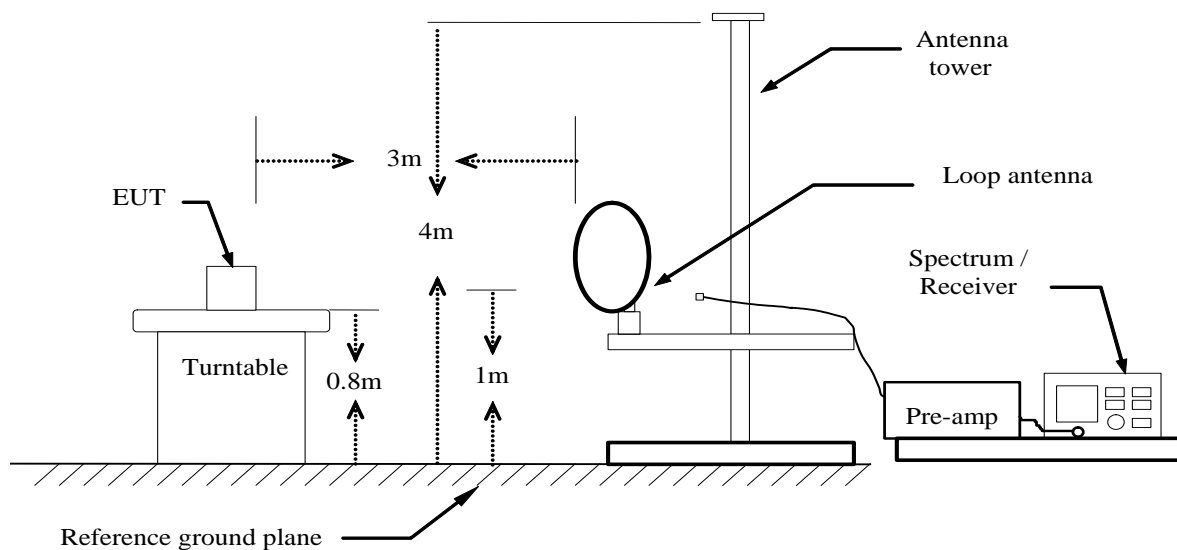 Antenna
tower
3m
Loop antenna
EUT
4m
Spectrum /
Receiver
Turntable
0.8m
1m
Pre-amp
Reference ground plane